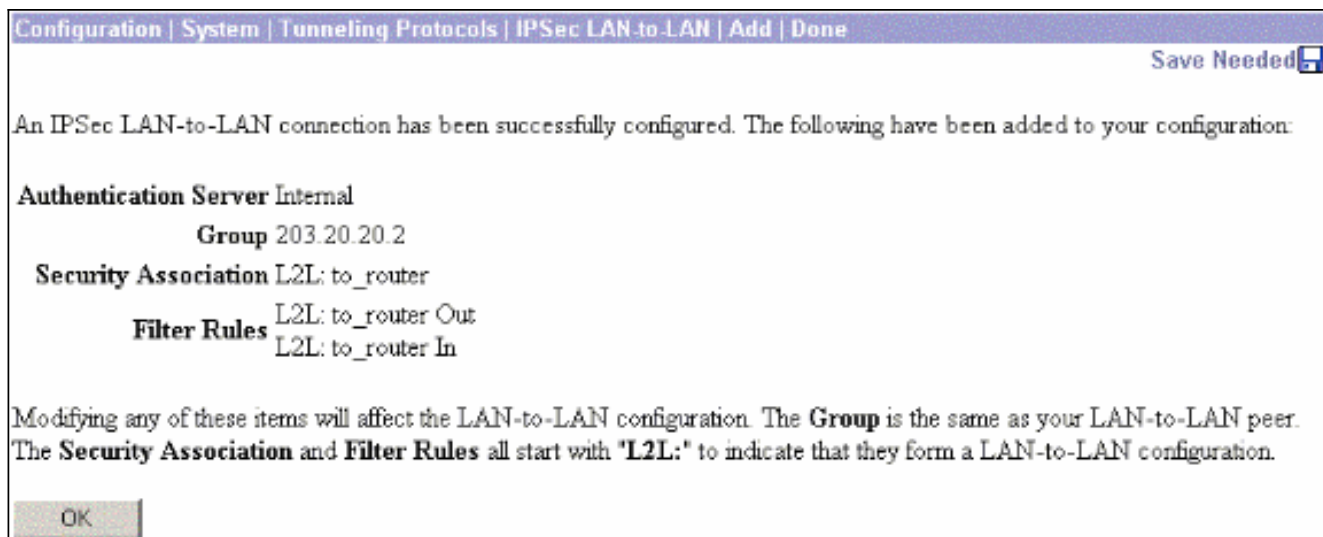 Configuration | System | Tunneling Protocols | IPSec LAN-to-LAN | Add | Done
Save Needed
An IPSec LAN-to-LAN connection has been successfully configured. The following have been added to your configuration:
Authentication Server Internal
Group 203.20.20.2
Security Association L2L: to_router
Filter Rules L2L: to_router Out
L2L: to_router In
Modifying any of these items will affect the LAN-to-LAN configuration. The Group is the same as your LAN-to-LAN peer.
The Security Association and Filter Rules all start with "L2L:" to indicate that they form a LAN-to-LAN configuration.
OK